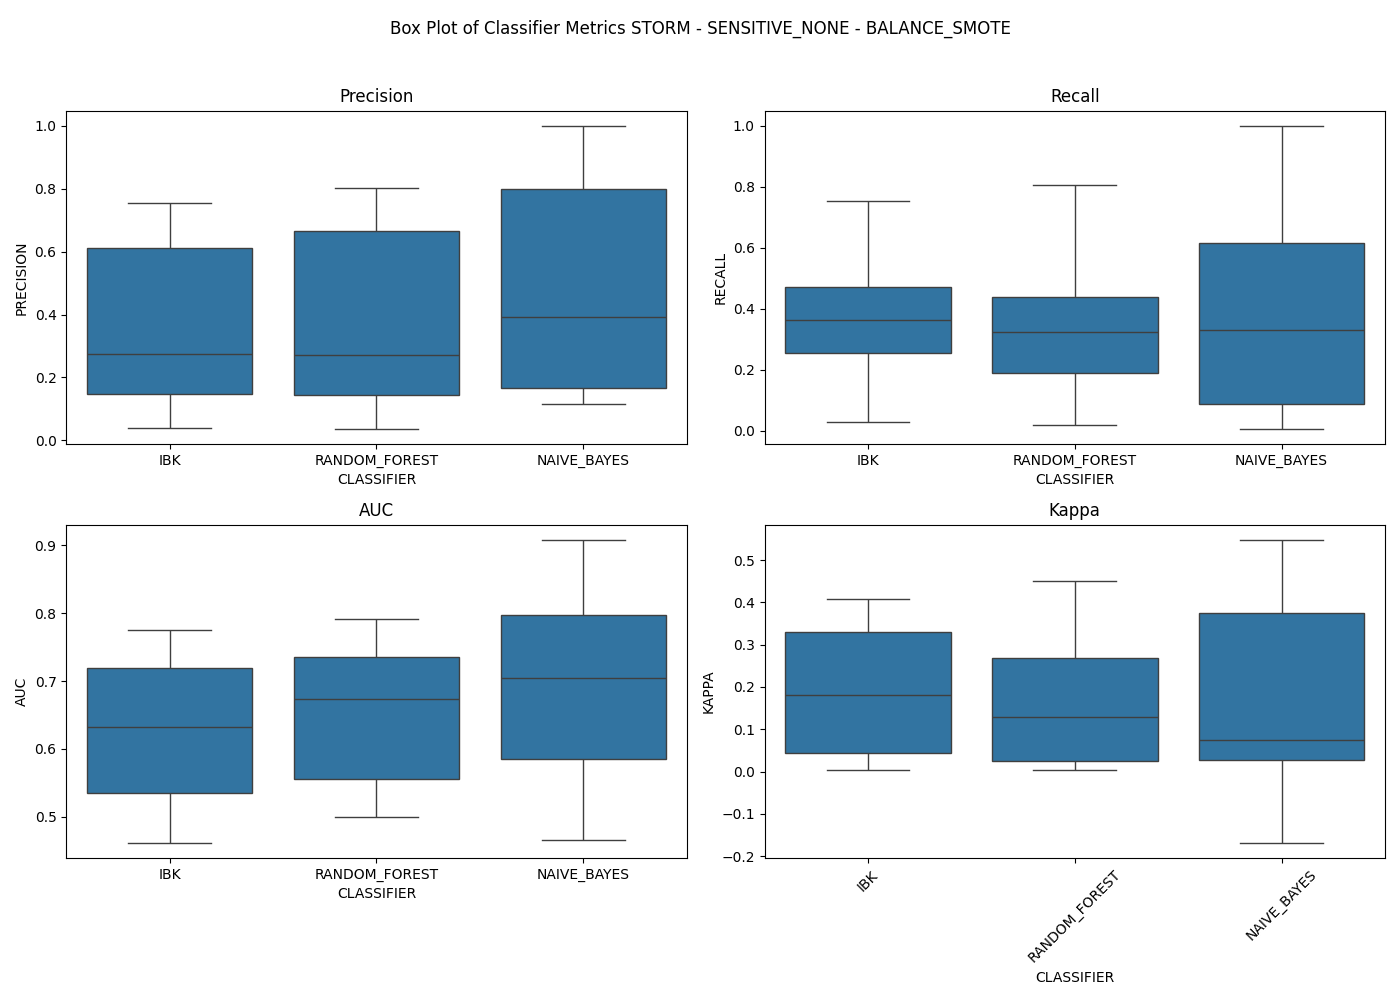 Box Plot of Classifier Metrics STORM - SENSITIVE_NONE - BALANCE_SMOTE
Precision
1.0
0.8
0.6
0.4
0.2
0.0
PRECISION
IBK RANDOM_FOREST NAIVE_BAYES
CLASSIFIER
Recall
1.0
0.8
0.6
0.4
0.2
0.0
RECALL
IBK RANDOM_FOREST NAIVE_BAYES
CLASSIFIER
AUC
0.9
0.8
0.7
0.6
0.5
AUC
IBK RANDOM_FOREST NAIVE_BAYES
CLASSIFIER
Kappa
0.5
0.4
0.3
0.2
0.1
0.0
−0.1
−0.2
KAPPA
IBK RANDOM_FOREST NAIVE_BAYES
CLASSIFIER